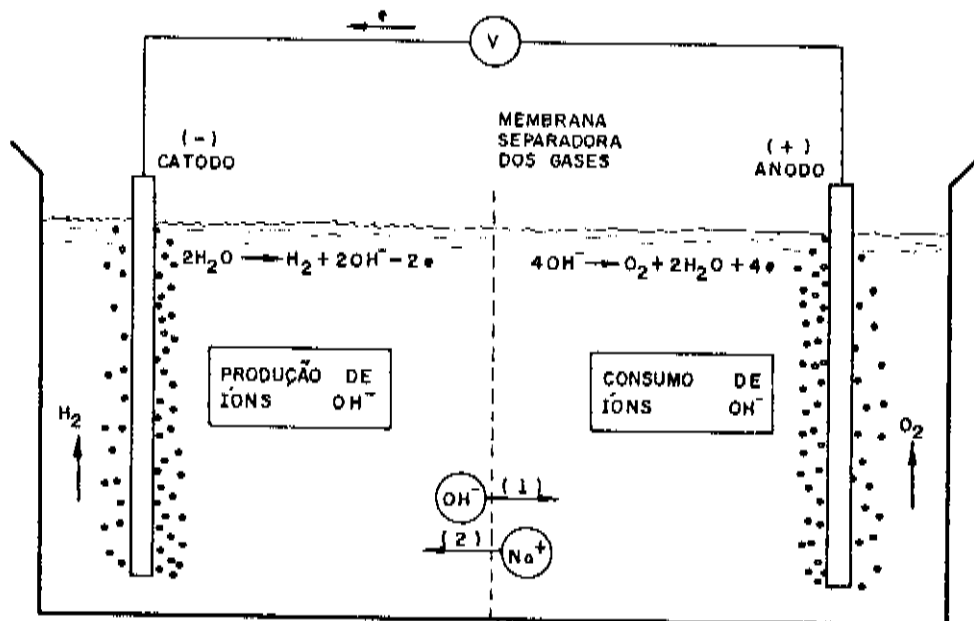 e
V
MEMBRANA
SEPARADORA
DOS GASES
(-)
CATODO
(+)
ANODO
2H₂O → H₂ + 2OH⁻ - 2e
4OH⁻ → O₂ + 2H₂O + 4e
PRODUÇÃO DE
ÍONS OH⁻
CONSUMO DE
ÍONS OH⁻
H₂
O₂
OH⁻ (1)
(2) Na⁺